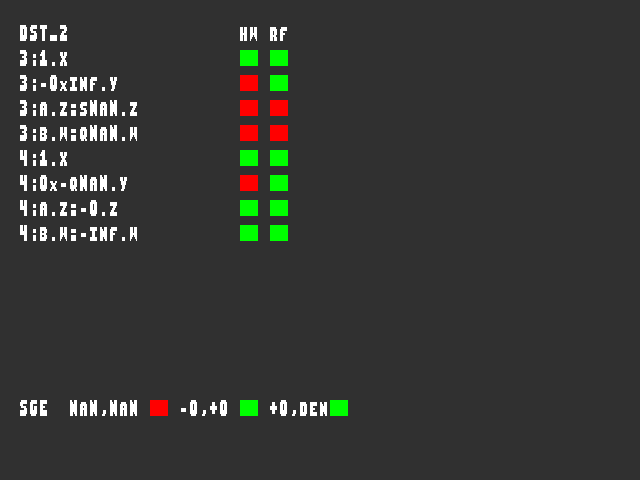 DST_2 HW RF
3:1.X
3:-0xINF.Y
3:A.Z=SNAN.Z
3:B.W=QNAN.W
4:1.X
4:0x-QNAN.Y
4:A.Z=-0.Z
4:B.W=-INF.W
SGE NAN,NAN -0,+0 +0,DEN